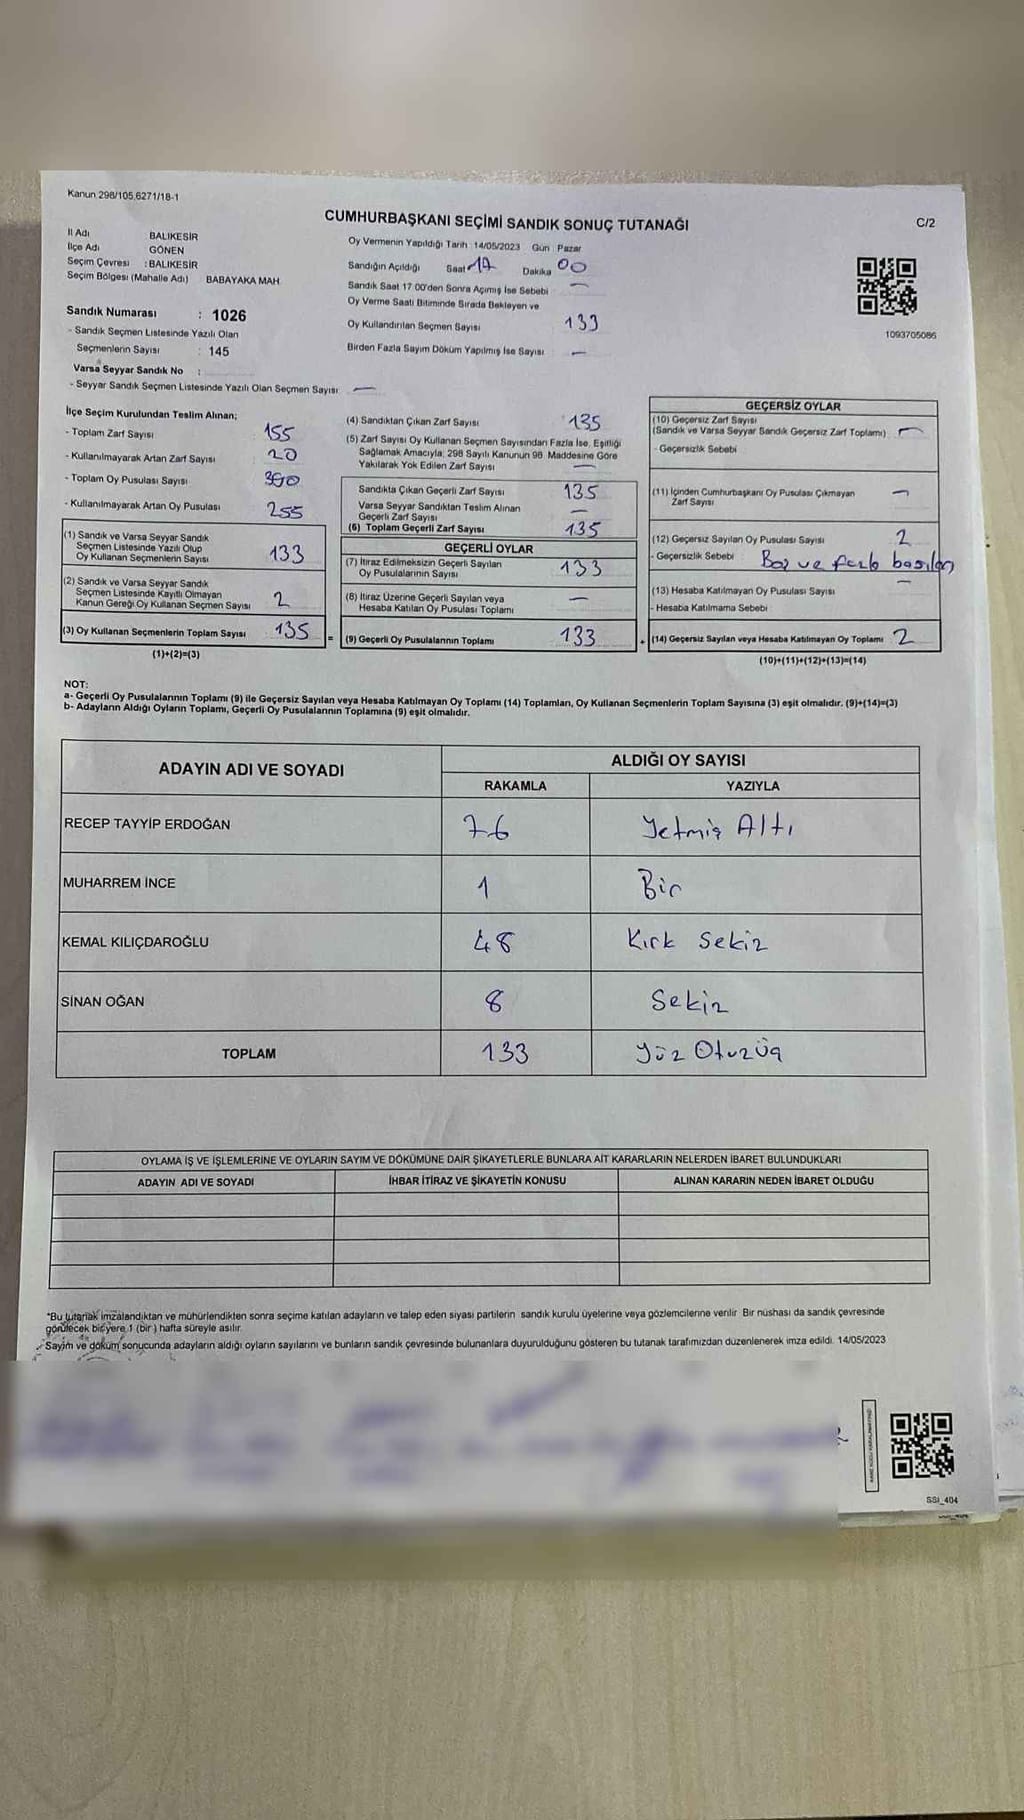 Kanun 298/105,6271/18-1
CUMHURBAŞKANI SEÇİMİ SANDIK SONUÇ TUTANAĞI
C/2
İl Adı BALIKESİR
İlçe Adı GÖNEN
Seçim Çevresi : BALIKESİR
Seçim Bölgesi (Mahalle Adı) BABAYAKA MAH.
Oy Vermenin Yapıldığı Tarih : 14/05/2023 Gün : Pazar
Sandığın Açıldığı Saat 17 Dakika 00
Sandık Saat 17.00'den Sonra Açımış İse Sebebi —
Oy Verme Saati Bitiminde Sırada Bekleyen ve
Oy Kullandırılan Seçmen Sayısı 133
Birden Fazla Sayım Döküm Yapılmış İse Sayısı —
1093705086
Sandık Numarası : 1026
- Sandık Seçmen Listesinde Yazılı Olan
Seçmenlerin Sayısı : 145
Varsa Seyyar Sandık No :
- Seyyar Sandık Seçmen Listesinde Yazılı Olan Seçmen Sayısı: —
İlçe Seçim Kurulundan Teslim Alınan;
- Toplam Zarf Sayısı 155
- Kullanılmayarak Artan Zarf Sayısı 20
- Toplam Oy Pusulası Sayısı
- Kullanılmayarak Artan Oy Pusulası 255
(1) Sandık ve Varsa Seyyar Sandık
Seçmen Listesinde Yazılı Olup
Oy Kullanan Seçmenlerin Sayısı 133
(2) Sandık ve Varsa Seyyar Sandık
Seçmen Listesinde Kayıtlı Olmayan
Kanun Gereği Oy Kullanan Seçmen Sayısı 2
(3) Oy Kullanan Seçmenlerin Toplam Sayısı 135 =
(1)+(2)=(3)
(4) Sandıktan Çıkan Zarf Sayısı 135
(5) Zarf Sayısı Oy Kullanan Seçmen Sayısından Fazla İse, Eşitliği
Sağlamak Amacıyla; 298 Sayılı Kanunun 98. Maddesine Göre
Yakılarak Yok Edilen Zarf Sayısı —
Sandıkta Çıkan Geçerli Zarf Sayısı 135
Varsa Seyyar Sandıktan Teslim Alınan
Geçerli Zarf Sayısı —
(6) Toplam Geçerli Zarf Sayısı 135
GEÇERLİ OYLAR
(7) İtiraz Edilmeksizin Geçerli Sayılan
Oy Pusulalarının Sayısı 133
(8) İtiraz Üzerine Geçerli Sayılan veya
Hesaba Katılan Oy Pusulası Toplamı —
(9) Geçerli Oy Pusulalarının Toplamı 133 +
GEÇERSİZ OYLAR
(10) Geçersiz Zarf Sayısı
(Sandık ve Varsa Seyyar Sandık Geçersiz Zarf Toplamı) —
- Geçersizlik Sebebi
(11) İçinden Cumhurbaşkanı Oy Pusulası Çıkmayan
Zarf Sayısı —
(12) Geçersiz Sayılan Oy Pusulası Sayısı 2
- Geçersizlik Sebebi Boş ve fazla basılan
(13) Hesaba Katılmayan Oy Pusulası Sayısı —
- Hesaba Katılmama Sebebi
(14) Geçersiz Sayılan veya Hesaba Katılmayan Oy Toplamı 2
(10)+(11)+(12)+(13)=(14)
NOT:
a- Geçerli Oy Pusulalarının Toplamı (9) ile Geçersiz Sayılan veya Hesaba Katılmayan Oy Toplamı (14) Toplamları, Oy Kullanan Seçmenlerin Toplam Sayısına (3) eşit olmalıdır. (9)+(14)=(3)
b- Adayların Aldığı Oyların Toplamı, Geçerli Oy Pusulalarının Toplamına (9) eşit olmalıdır.
ADAYIN ADI VE SOYADI ALDIĞI OY SAYISI
RAKAMLA YAZIYLA
RECEP TAYYİP ERDOĞAN 76 Yetmiş Altı
MUHARREM İNCE 1 Bir
KEMAL KILIÇDAROĞLU 48 Kırk Sekiz
SİNAN OĞAN 8 Sekiz
TOPLAM 133 Yüz Otuzüç
OYLAMA İŞ VE İŞLEMLERİNE VE OYLARIN SAYIM VE DÖKÜMÜNE DAİR ŞİKAYETLERLE BUNLARA AİT KARARLARIN NELERDEN İBARET BULUNDUKLARI
ADAYIN ADI VE SOYADI İHBAR İTİRAZ VE ŞİKAYETİN KONUSU ALINAN KARARIN NEDEN İBARET OLDUĞU
*Bu tutanak imzalandıktan ve mühürlendikten sonra seçime katılan adayların ve talep eden siyasi partilerin sandık kurulu üyelerine veya gözlemcilerine verilir. Bir nüshası da sandık çevresinde
görülecek bir yere 1 (bir) hafta süreyle asılır.
Sayım ve döküm sonucunda adayların aldığı oyların sayılarını ve bunların sandık çevresinde bulunanlara duyurulduğunu gösteren bu tutanak tarafımızdan düzenlenerek imza edildi. 14/05/2023
SSI_404